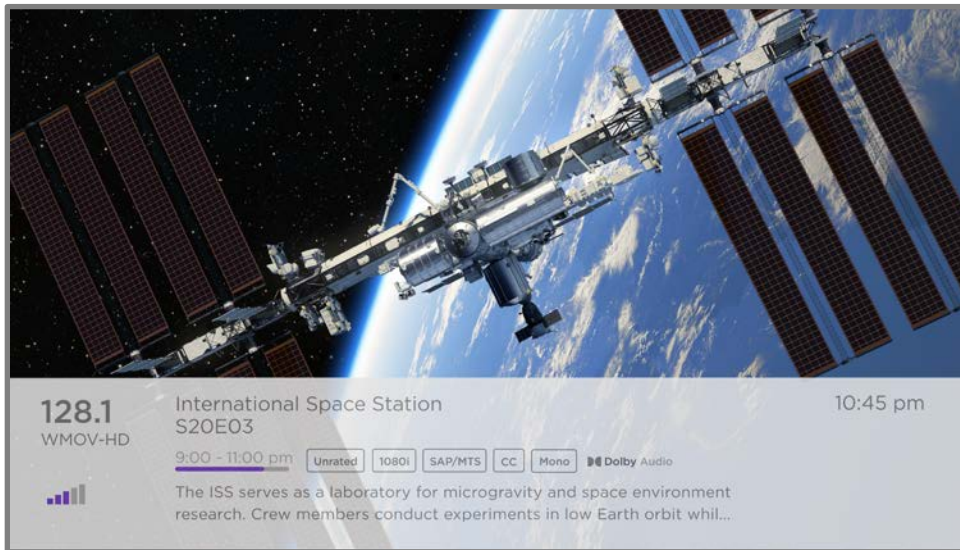 128.1
WMOV-HD
International Space Station
S20E03
10:45 pm
9:00 - 11:00 pm Unrated 1080i SAP/MTS CC Mono Dolby Audio
The ISS serves as a laboratory for microgravity and space environment
research. Crew members conduct experiments in low Earth orbit whil...